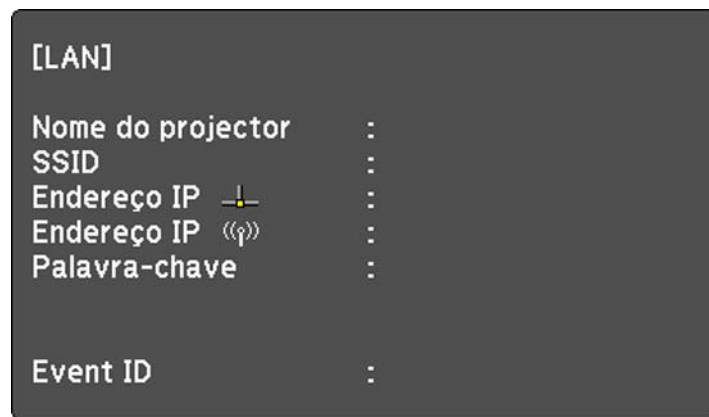 [LAN]
Nome do projector :
SSID :
Endereço IP :
Endereço IP :
Palavra-chave :
Event ID :